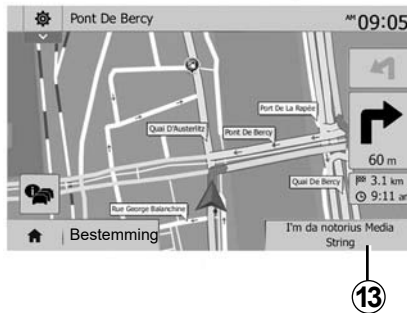 Pont De Bercy
AM 09:05
Port De La Rapée
Quai D'Austerlitz
Pont De Bercy
60 m
Quai De Bercy
3.1 km
9:11 am
Rue George Balanchine
Bestemming
I'm da notorius Media
String
13